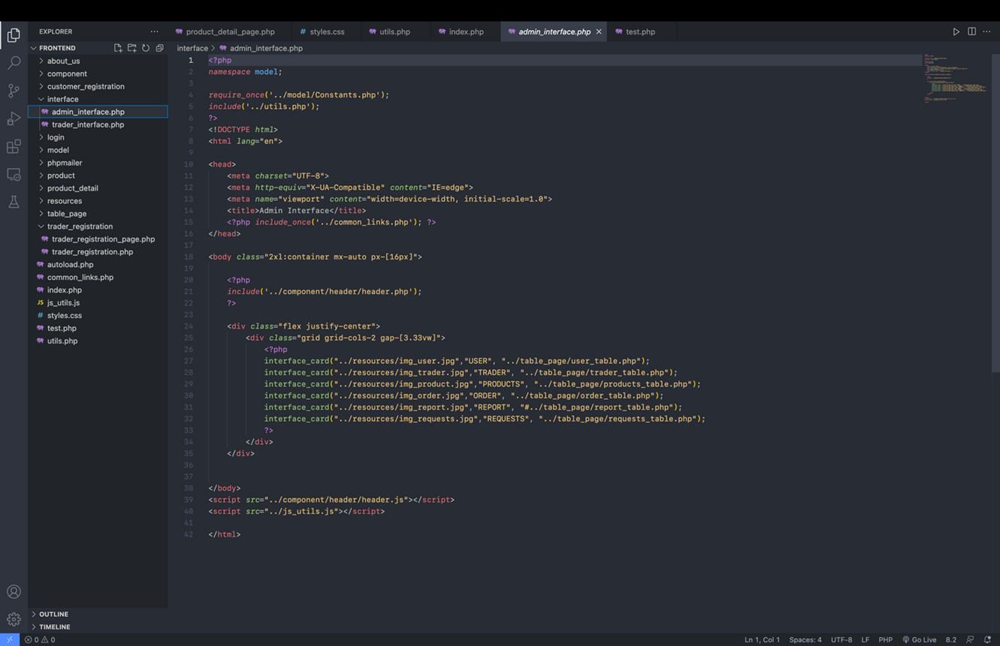 EXPLORER ...
product_detail_page.php # styles.css utils.php index.php admin_interface.php × test.php
FRONTEND
about_us
component
customer_registration
interface
admin_interface.php
trader_interface.php
login
model
phpmailer
product
product_detail
resources
table_page
trader_registration
trader_registration_page.php
trader_registration.php
autoload.php
common_links.php
index.php
JS js_utils.js
# styles.css
test.php
utils.php
OUTLINE
TIMELINE
interface > admin_interface.php
1 <?php
2 namespace model;
3
4 require_once('../model/Constants.php');
5 include('../utils.php');
6 ?>
7 <!DOCTYPE html>
8 <html lang="en">
9
10 <head>
11 <meta charset="UTF-8">
12 <meta http-equiv="X-UA-Compatible" content="IE=edge">
13 <meta name="viewport" content="width=device-width, initial-scale=1.0">
14 <title>Admin Interface</title>
15 <?php include_once('../common_links.php'); ?>
16 </head>
17
18 <body class="2xl:container mx-auto px-[16px]">
19
20 <?php
21 include('../component/header/header.php');
22 ?>
23
24 <div class="flex justify-center">
25 <div class="grid grid-cols-2 gap-[3.33vw]">
26 <?php
27 interface_card("../resources/img_user.jpg","USER", "../table_page/user_table.php");
28 interface_card("../resources/img_trader.jpg","TRADER", "../table_page/trader_table.php");
29 interface_card("../resources/img_product.jpg","PRODUCTS", "../table_page/products_table.php");
30 interface_card("../resources/img_order.jpg","ORDER", "../table_page/order_table.php");
31 interface_card("../resources/img_report.jpg","REPORT", "#../table_page/report_table.php");
32 interface_card("../resources/img_requests.jpg","REQUESTS", "../table_page/requests_table.php");
33 ?>
34 </div>
35 </div>
36
37
38 </body>
39 <script src="../component/header/header.js"></script>
40 <script src="../js_utils.js"></script>
41
42 </html>
0 0 Ln 1, Col 1 Spaces: 4 UTF-8 LF PHP Go Live 8.2